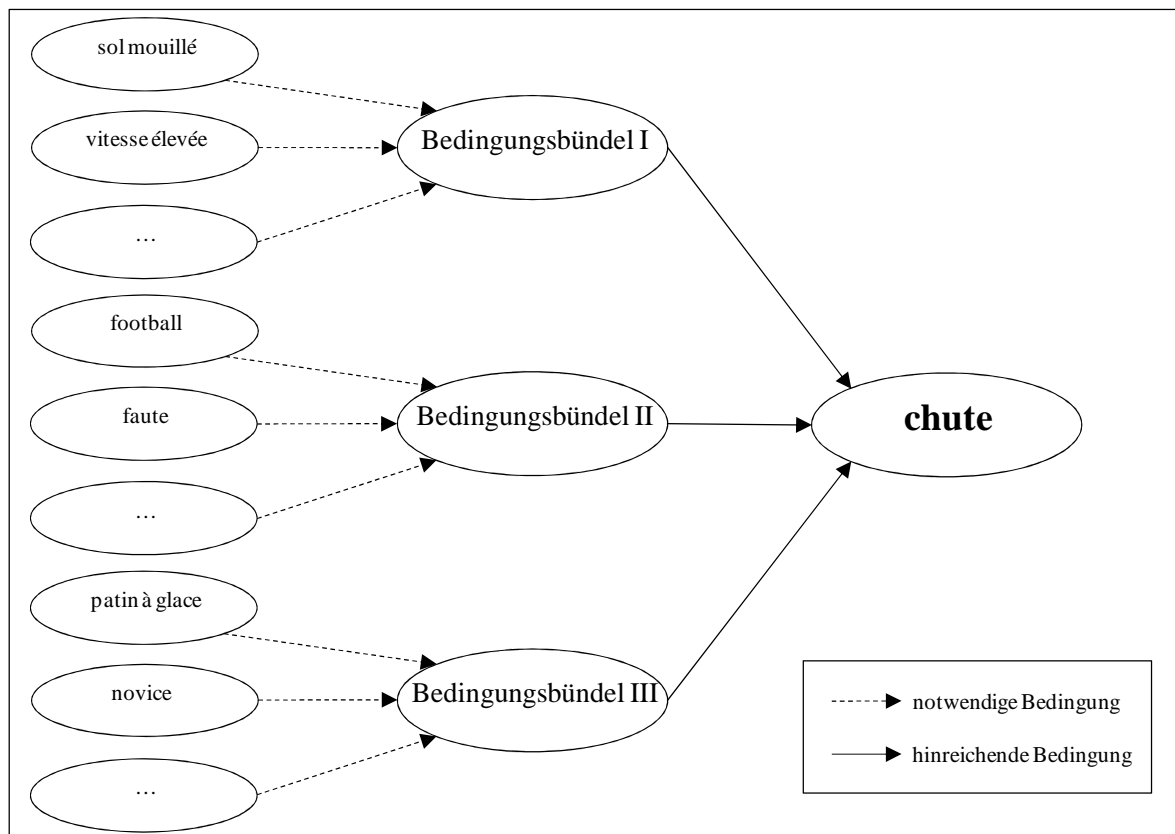 sol mouillé
vitesse élevée
…
Bedingungsbündel I
football
faute
…
Bedingungsbündel II
patin à glace
novice
…
Bedingungsbündel III
chute
notwendige Bedingung
hinreichende Bedingung